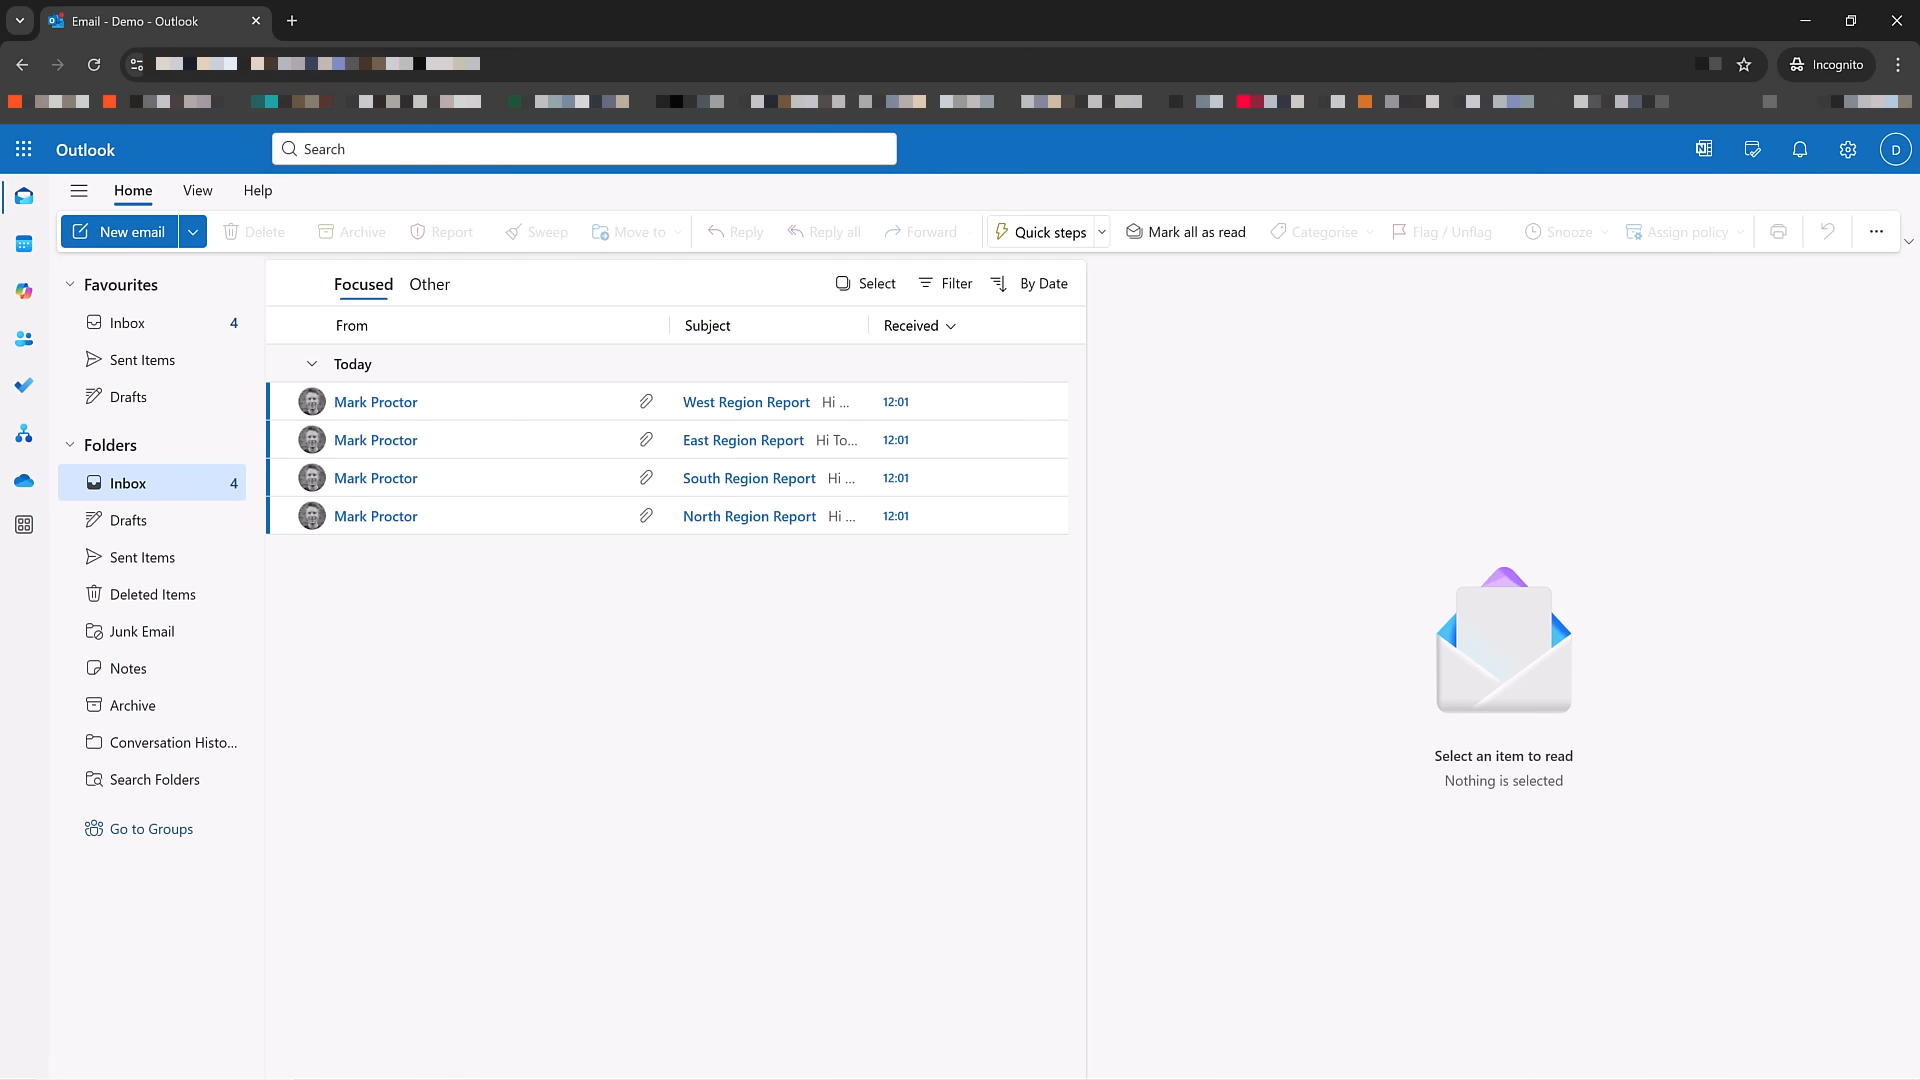 Email - Demo - Outlook
Incognito
Outlook
Search
D
Home View Help
New email Delete Archive Report Sweep Move to Reply Reply all Forward Quick steps Mark all as read Categorise Flag / Unflag Snooze Assign policy
Favourites
Inbox 4
Sent Items
Drafts
Folders
Inbox 4
Drafts
Sent Items
Deleted Items
Junk Email
Notes
Archive
Conversation Histo...
Search Folders
Go to Groups
Focused Other Select Filter By Date
From Subject Received
Today
Mark Proctor West Region Report Hi ... 12:01
Mark Proctor East Region Report Hi To... 12:01
Mark Proctor South Region Report Hi ... 12:01
Mark Proctor North Region Report Hi ... 12:01
Select an item to read
Nothing is selected